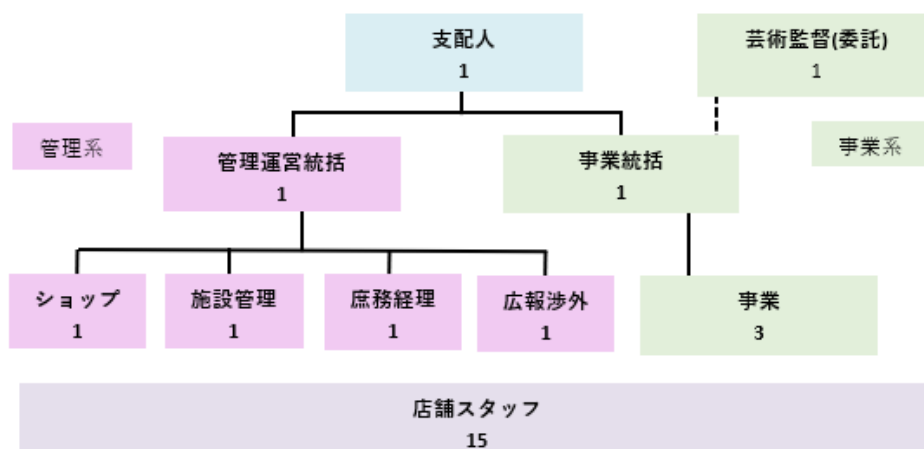 支配人
1
芸術監督(委託)
1
管理系
管理運営統括
1
事業統括
1
事業系
ショップ
1
施設管理
1
庶務経理
1
広報渉外
1
事業
3
店舗スタッフ
15